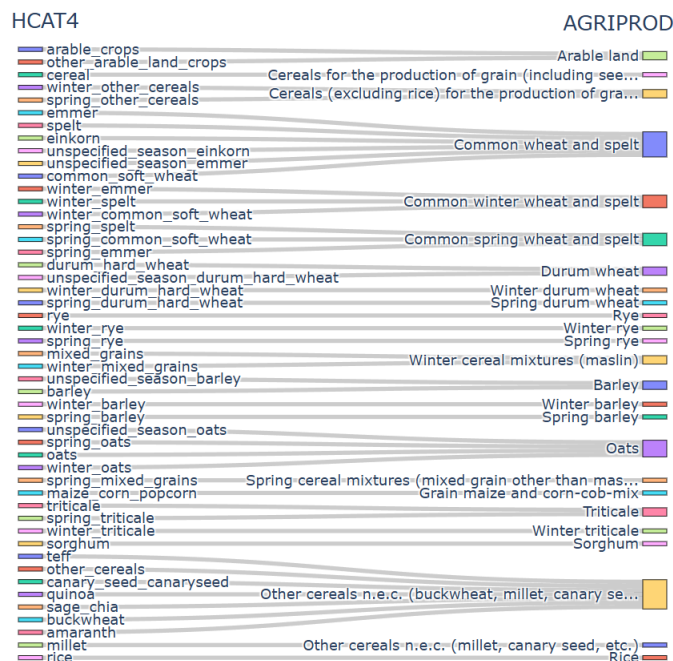 HCAT4
AGRIPROD
arable_crops
other_arable_land_crops
Arable land
cereal
Cereals for the production of grain (including see...
winter_other_cereals
spring_other_cereals
Cereals (excluding rice) for the production of gra...
emmer
spelt
einkorn
unspecified_season_einkorn
unspecified_season_emmer
common_soft_wheat
Common wheat and spelt
winter_emmer
winter_spelt
winter_common_soft_wheat
Common winter wheat and spelt
spring_spelt
spring_common_soft_wheat
spring_emmer
Common spring wheat and spelt
durum_hard_wheat
unspecified_season_durum_hard_wheat
Durum wheat
winter_durum_hard_wheat
Winter durum wheat
spring_durum_hard_wheat
Spring durum wheat
rye
Rye
winter_rye
Winter rye
spring_rye
Spring rye
mixed_grains
winter_mixed_grains
Winter cereal mixtures (maslin)
unspecified_season_barley
barley
Barley
winter_barley
Winter barley
spring_barley
Spring barley
unspecified_season_oats
spring_oats
oats
winter_oats
Oats
spring_mixed_grains
Spring cereal mixtures (mixed grain other than mas...
maize_corn_popcorn
Grain maize and corn-cob-mix
triticale
spring_triticale
Triticale
winter_triticale
Winter triticale
sorghum
Sorghum
teff
other_cereals
canary_seed_canaryseed
quinoa
sage_chia
buckwheat
amaranth
Other cereals n.e.c. (buckwheat, millet, canary se...
millet
Other cereals n.e.c. (millet, canary seed, etc.)
rice
Rice